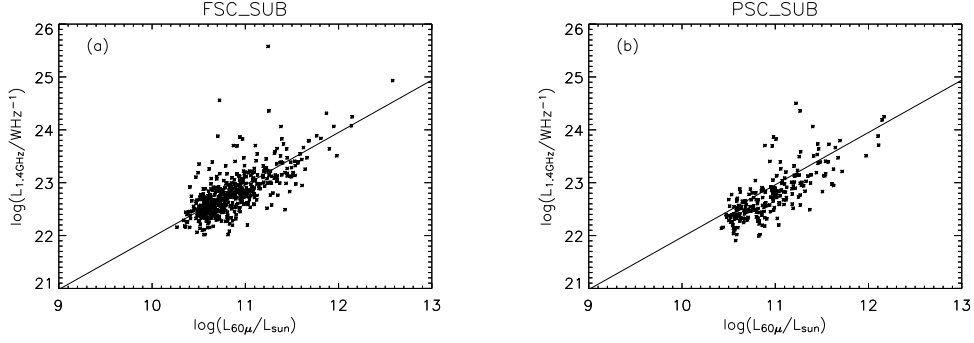 FSC_SUB
(a)
26
25
24
23
22
21
log(L1.4GHz/WHz⁻¹)
9 10 11 12 13
log(L60μ/Lsun)
PSC_SUB
(b)
26
25
24
23
22
21
log(L1.4GHz/WHz⁻¹)
9 10 11 12 13
log(L60μ/Lsun)